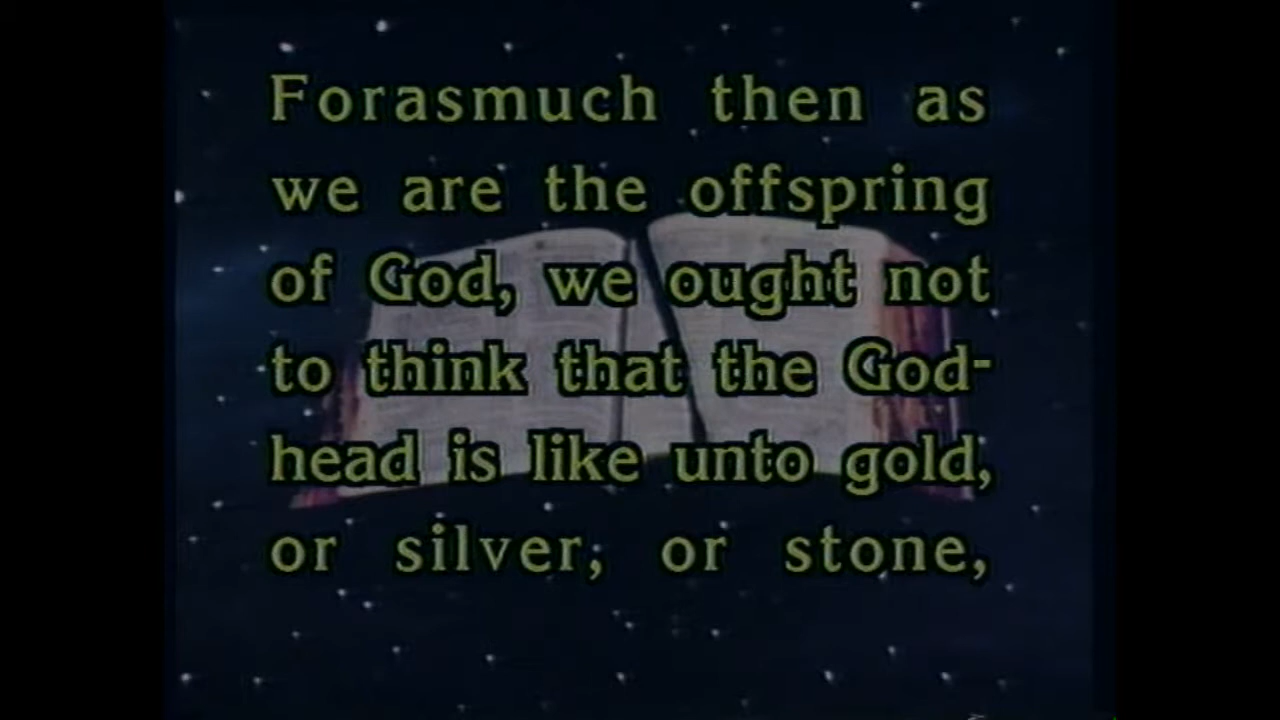 Forasmuch then as
we are the offspring
of God, we ought not
to think that the God-
head is like unto gold,
or silver, or stone,